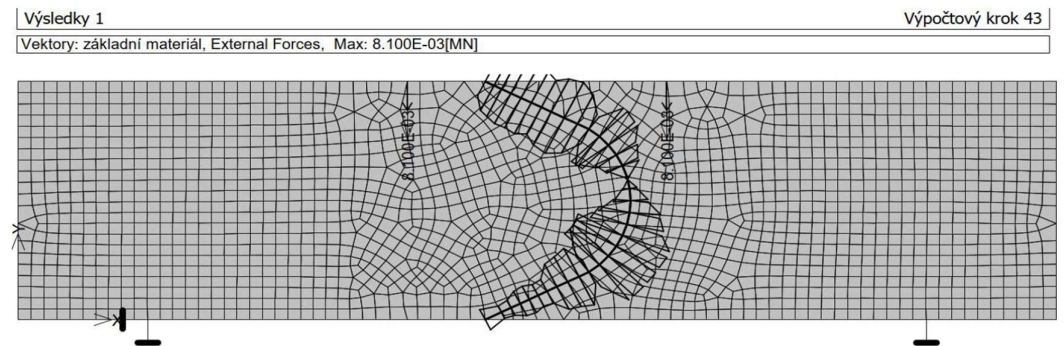 Výsledky 1
Výpočtový krok 43
Vektory: základní materiál, External Forces, Max: 8.100E-03[MN]
8.100E-03
8.100E-03
Y
X